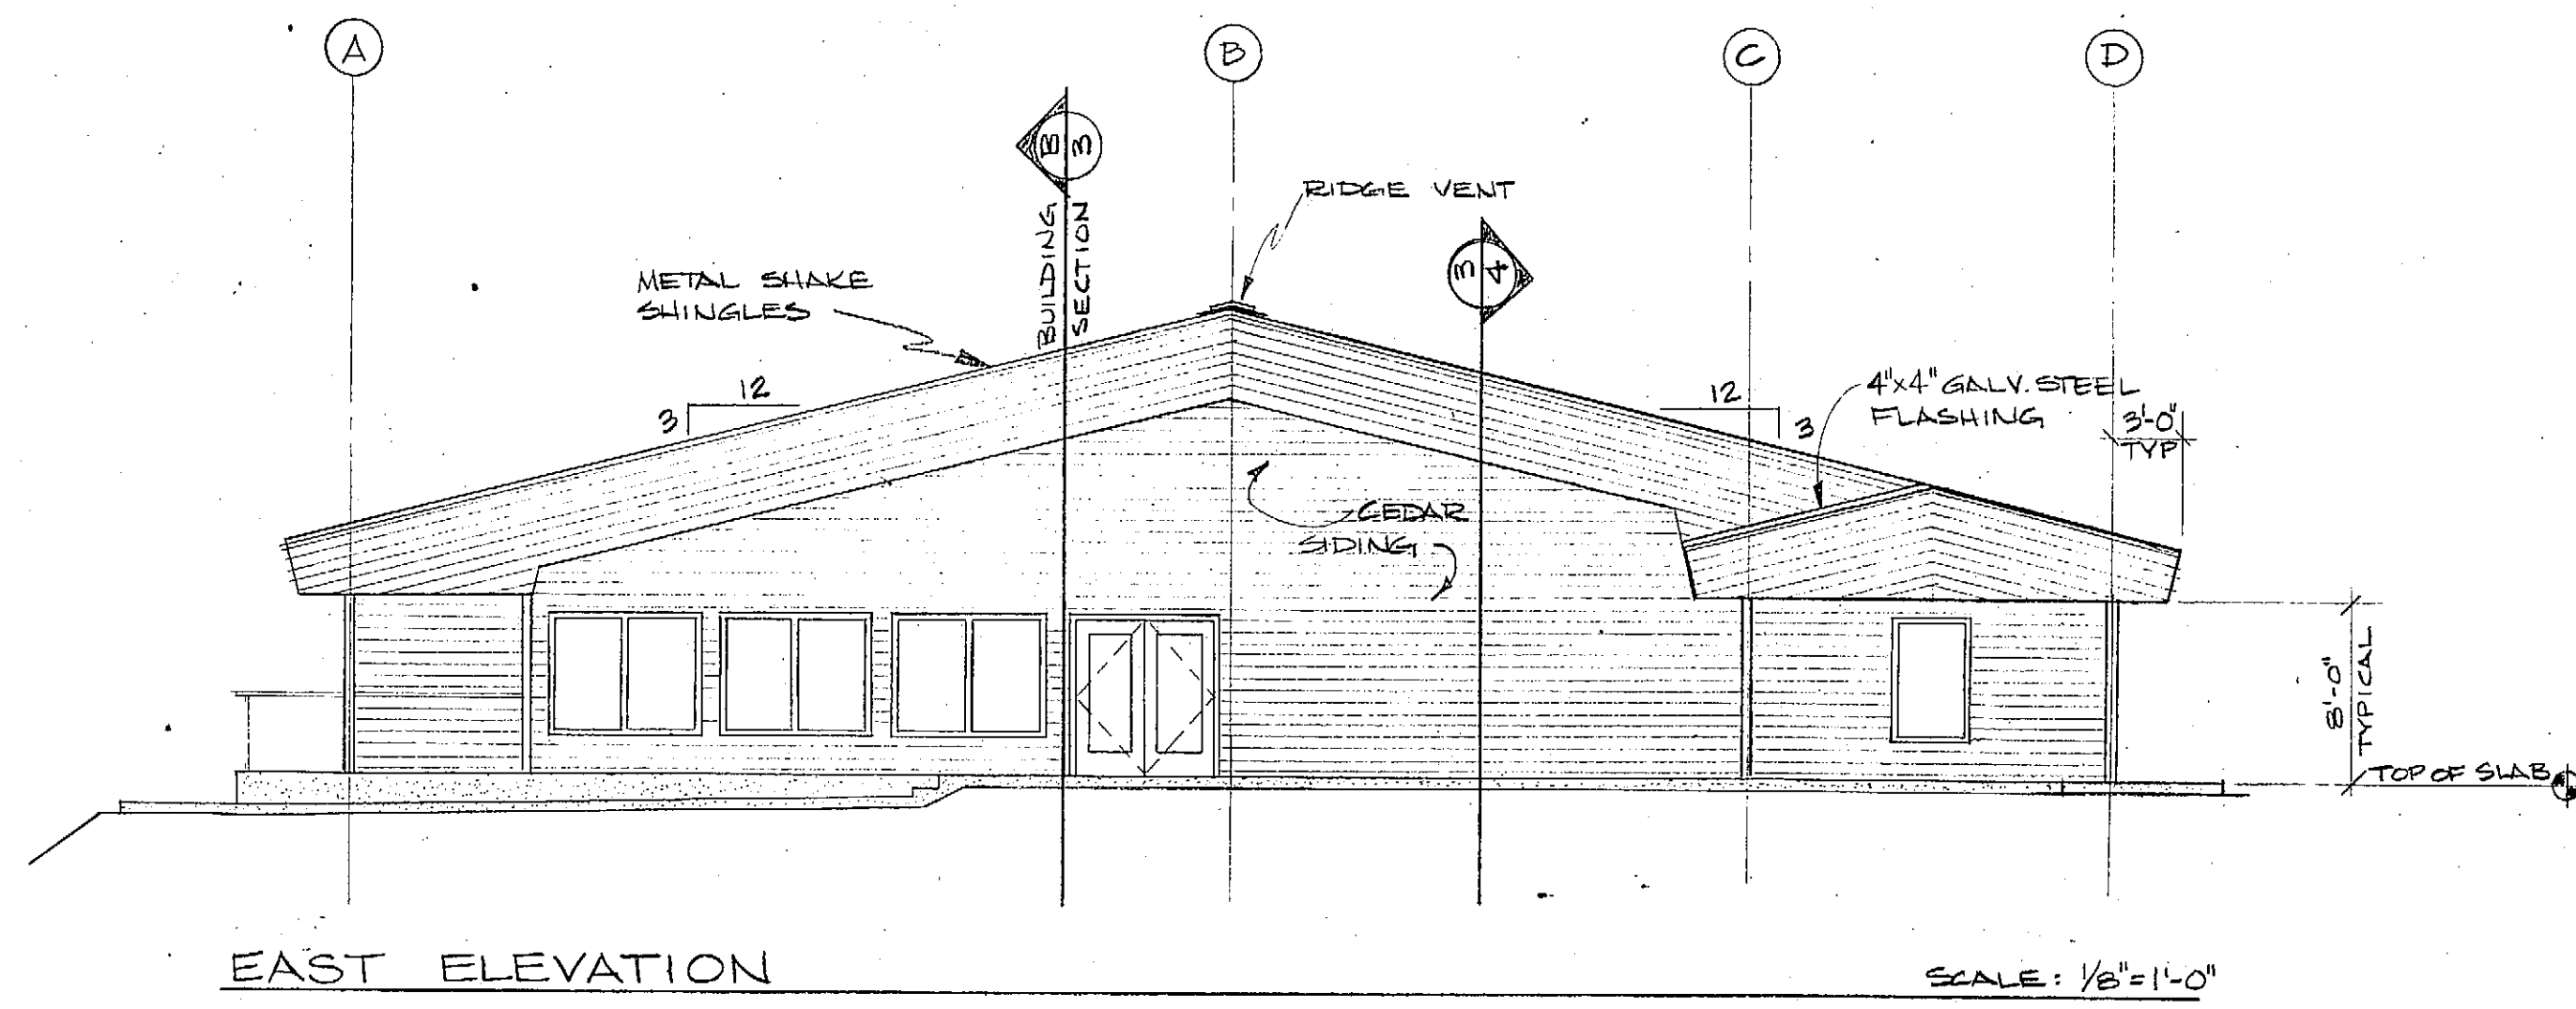 A
B
C
D
B
3
BUILDING
SECTION
RIDGE VENT
3
4
METAL SHAKE
SHINGLES
12
3
12
3
4"x4" GALV. STEEL
FLASHING
3'-0"
TYP
CEDAR
SIDING
8'-0"
TYPICAL
TOP OF SLAB
EAST ELEVATION
SCALE: 1/8"=1'-0"